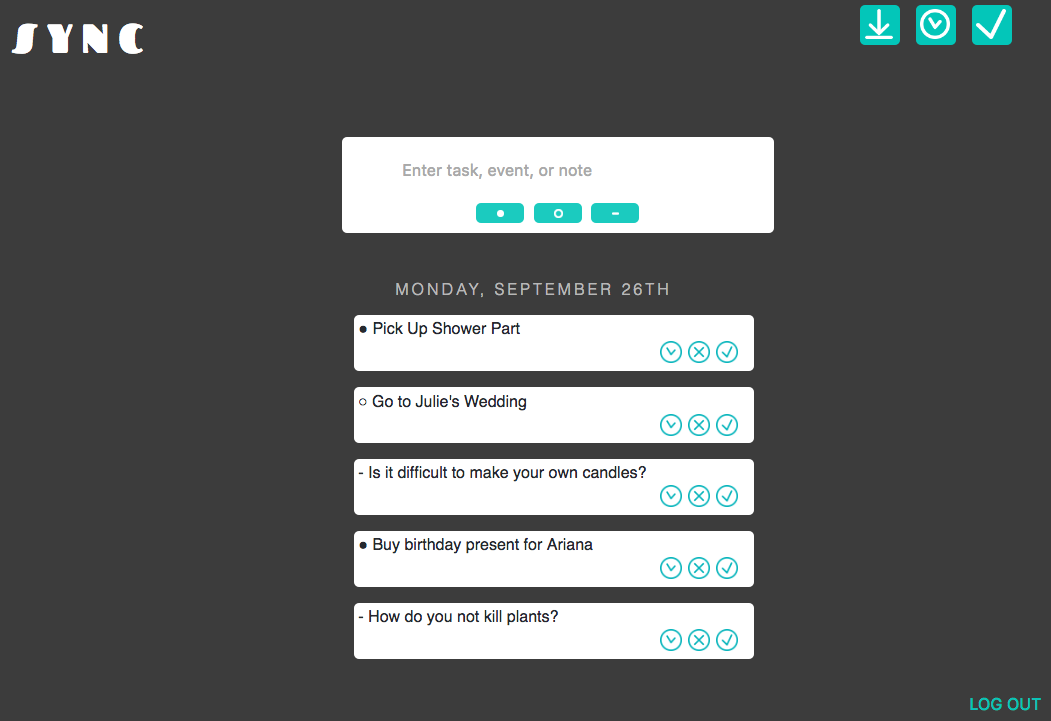 SYNC
Enter task, event, or note
MONDAY, SEPTEMBER 26TH
● Pick Up Shower Part
○ Go to Julie's Wedding
- Is it difficult to make your own candles?
● Buy birthday present for Ariana
- How do you not kill plants?
LOG OUT